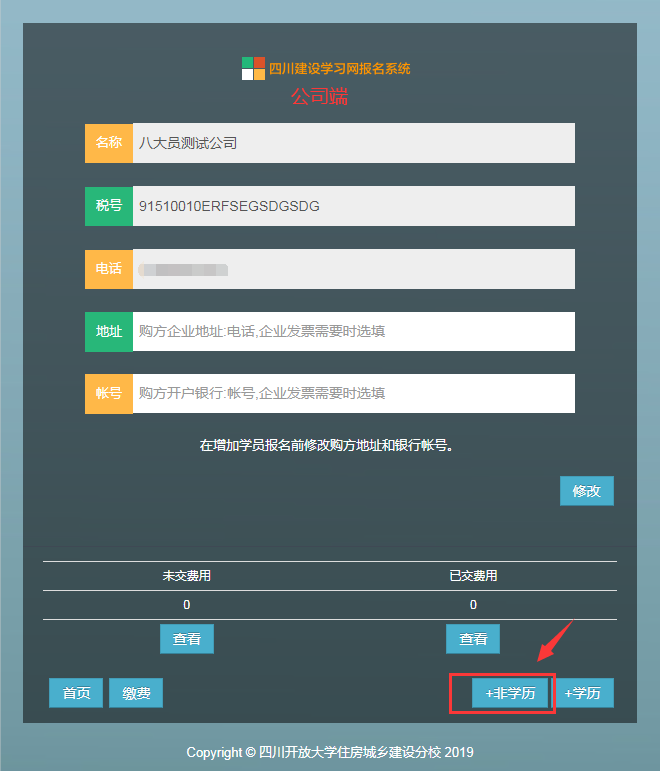 四川建设学习网报名系统
公司端
名称 八大员测试公司
税号 91510010ERFSEGSDGSDG
电话
地址 购方企业地址:电话,企业发票需要时选填
帐号 购方开户银行:帐号,企业发票需要时选填
在增加学员报名前修改购方地址和银行帐号。
修改
未交费用 已交费用
0 0
查看 查看
首页 缴费 +非学历 +学历
Copyright © 四川开放大学住房城乡建设分校 2019